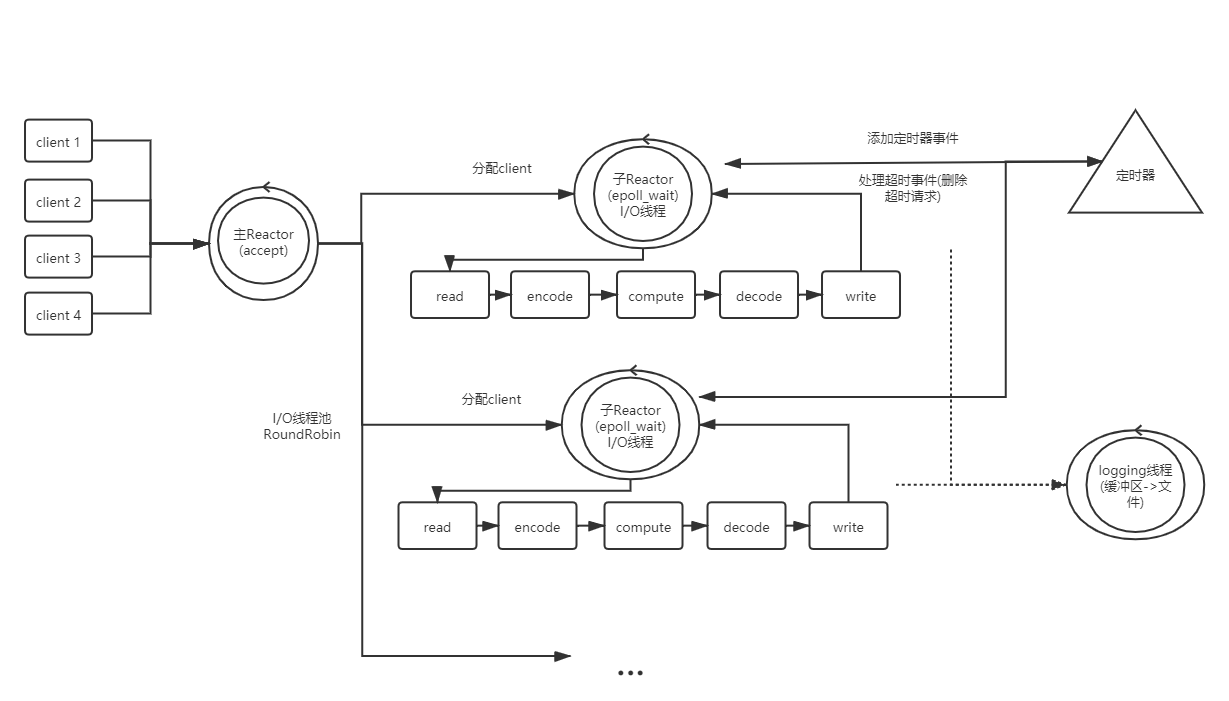 client 1
client 2
client 3
client 4
主Reactor
(accept)
分配client
子Reactor
(epoll_wait)
I/O线程
添加定时器事件
处理超时事件(删除
超时请求)
定时器
read
encode
compute
decode
write
I/O线程池
RoundRobin
分配client
子Reactor
(epoll_wait)
I/O线程
read
encode
compute
decode
write
logging线程
(缓冲区->文
件)
...